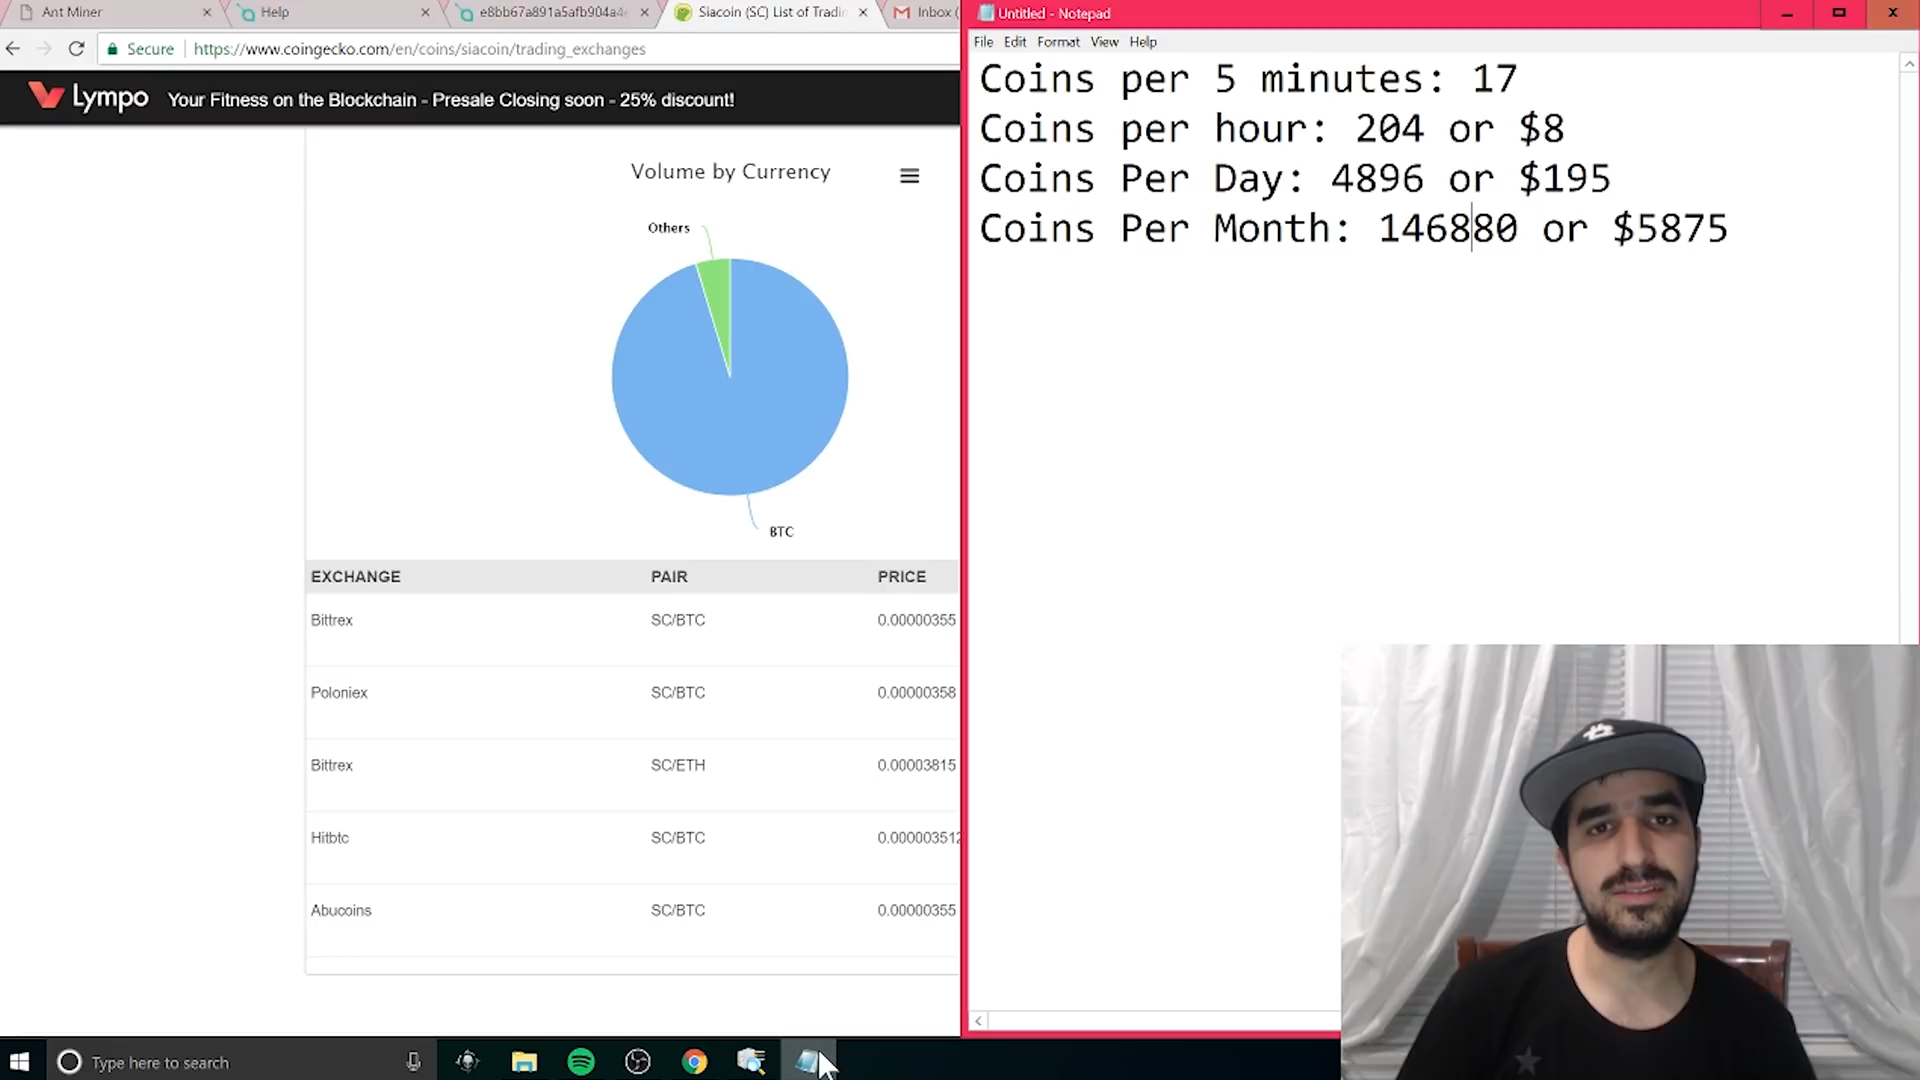 Ant Miner
Help
e8bb67a891a5afb904a4
Siacoin (SC) List of Tradin
Inbox (
Secure
https://www.coingecko.com/en/coins/siacoin/trading_exchanges
Lympo
Your Fitness on the Blockchain - Presale Closing soon - 25% discount!
Volume by Currency
Others
BTC
EXCHANGE PAIR PRICE
Bittrex SC/BTC 0.00000355
Poloniex SC/BTC 0.00000358
Bittrex SC/ETH 0.00003815
Hitbtc SC/BTC 0.000003512
Abucoins SC/BTC 0.00000355
Type here to search
Untitled - Notepad
File Edit Format View Help
Coins per 5 minutes: 17
Coins per hour: 204 or $8
Coins Per Day: 4896 or $195
Coins Per Month: 146880 or $5875